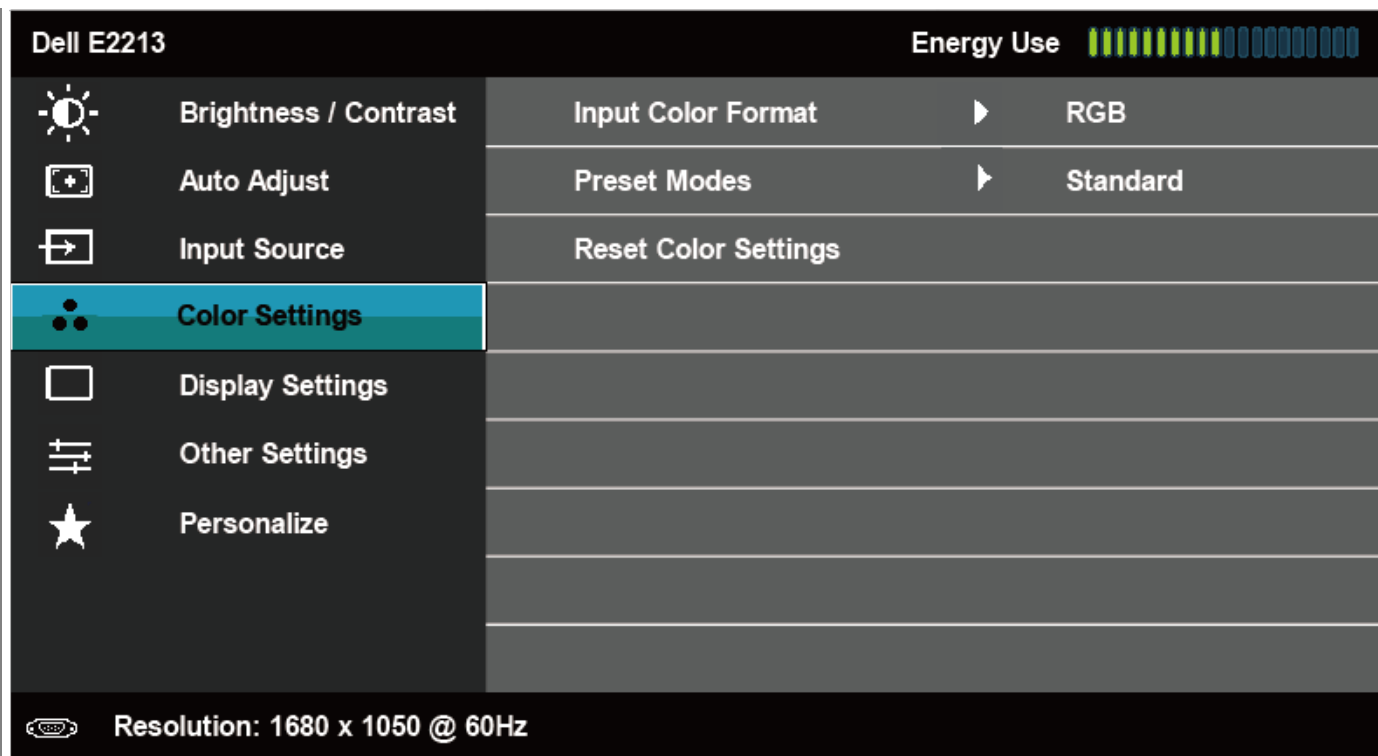 Dell E2213 Energy Use
Brightness / Contrast Input Color Format RGB
Auto Adjust Preset Modes Standard
Input Source Reset Color Settings
Color Settings
Display Settings
Other Settings
Personalize
Resolution: 1680 x 1050 @ 60Hz